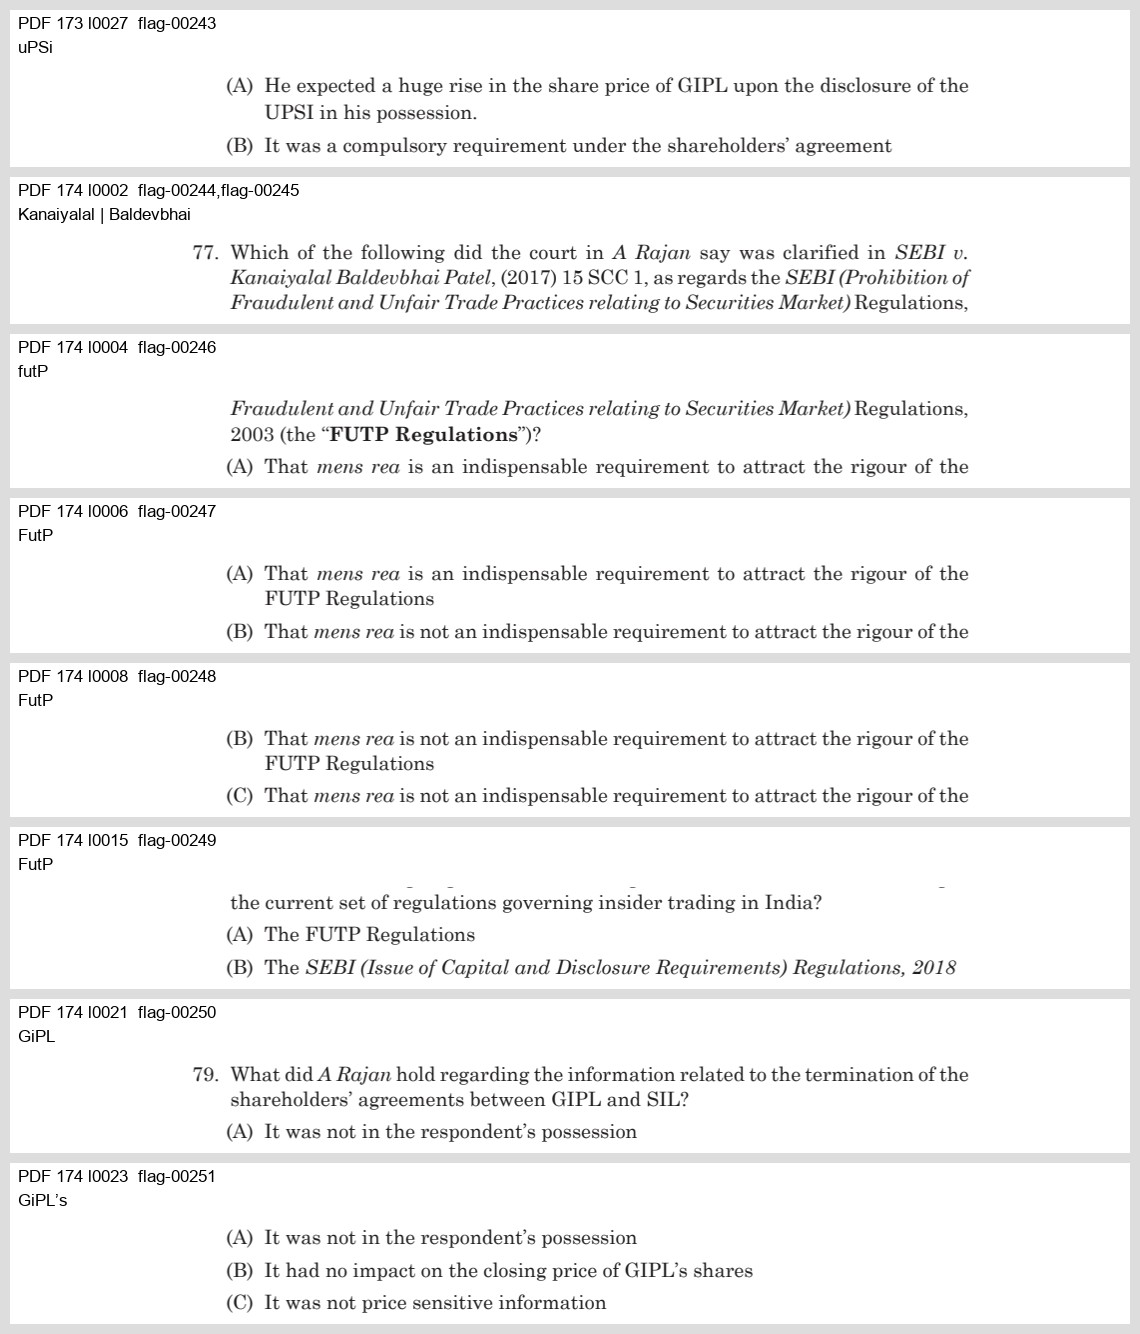 PDF 173 l0027 flag-00243
uPSi
(A) He expected a huge rise in the share price of GIPL upon the disclosure of the
UPSI in his possession.
(B) It was a compulsory requirement under the shareholders’ agreement
PDF 174 l0002 flag-00244,flag-00245
Kanaiyalal | Baldevbhai
77. Which of the following did the court in A Rajan say was clarified in SEBI v.
Kanaiyalal Baldevbhai Patel, (2017) 15 SCC 1, as regards the SEBI (Prohibition of
Fraudulent and Unfair Trade Practices relating to Securities Market) Regulations,
PDF 174 l0004 flag-00246
futP
Fraudulent and Unfair Trade Practices relating to Securities Market) Regulations,
2003 (the “FUTP Regulations”)?
(A) That mens rea is an indispensable requirement to attract the rigour of the
PDF 174 l0006 flag-00247
FutP
(A) That mens rea is an indispensable requirement to attract the rigour of the
FUTP Regulations
(B) That mens rea is not an indispensable requirement to attract the rigour of the
PDF 174 l0008 flag-00248
FutP
(B) That mens rea is not an indispensable requirement to attract the rigour of the
FUTP Regulations
(C) That mens rea is not an indispensable requirement to attract the rigour of the
PDF 174 l0015 flag-00249
FutP
the current set of regulations governing insider trading in India?
(A) The FUTP Regulations
(B) The SEBI (Issue of Capital and Disclosure Requirements) Regulations, 2018
PDF 174 l0021 flag-00250
GiPL
79. What did A Rajan hold regarding the information related to the termination of the
shareholders’ agreements between GIPL and SIL?
(A) It was not in the respondent’s possession
PDF 174 l0023 flag-00251
GiPL’s
(A) It was not in the respondent’s possession
(B) It had no impact on the closing price of GIPL’s shares
(C) It was not price sensitive information